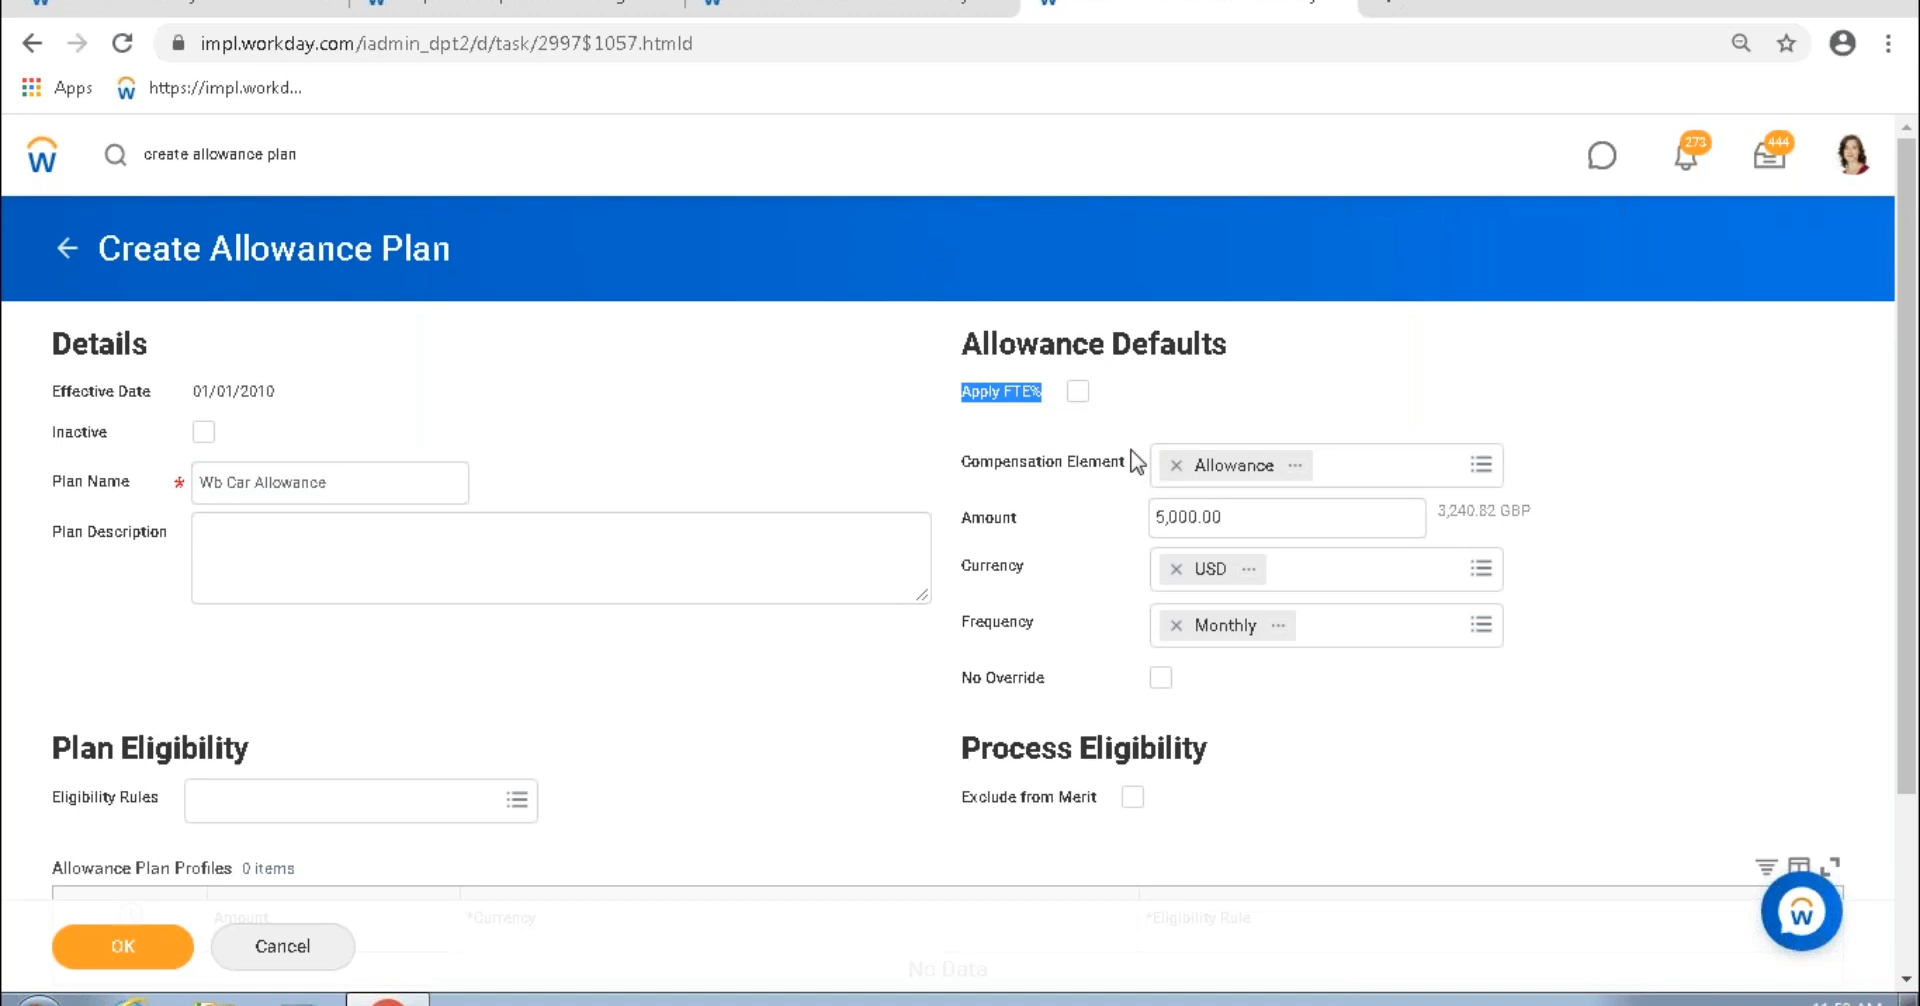 impl.workday.com/iadmin_dpt2/d/task/2997$1057.htmld
Apps
https://impl.workd...
create allowance plan
273
444
Create Allowance Plan
Details
Effective Date 01/01/2010
Inactive
Plan Name * Wb Car Allowance
Plan Description
Allowance Defaults
Apply FTE%
Compensation Element × Allowance ...
Amount 5,000.00 3,240.82 GBP
Currency × USD ...
Frequency × Monthly ...
No Override
Plan Eligibility
Eligibility Rules
Process Eligibility
Exclude from Merit
Allowance Plan Profiles 0 items
Amount *Currency *Eligibility Rule
No Data
OK Cancel